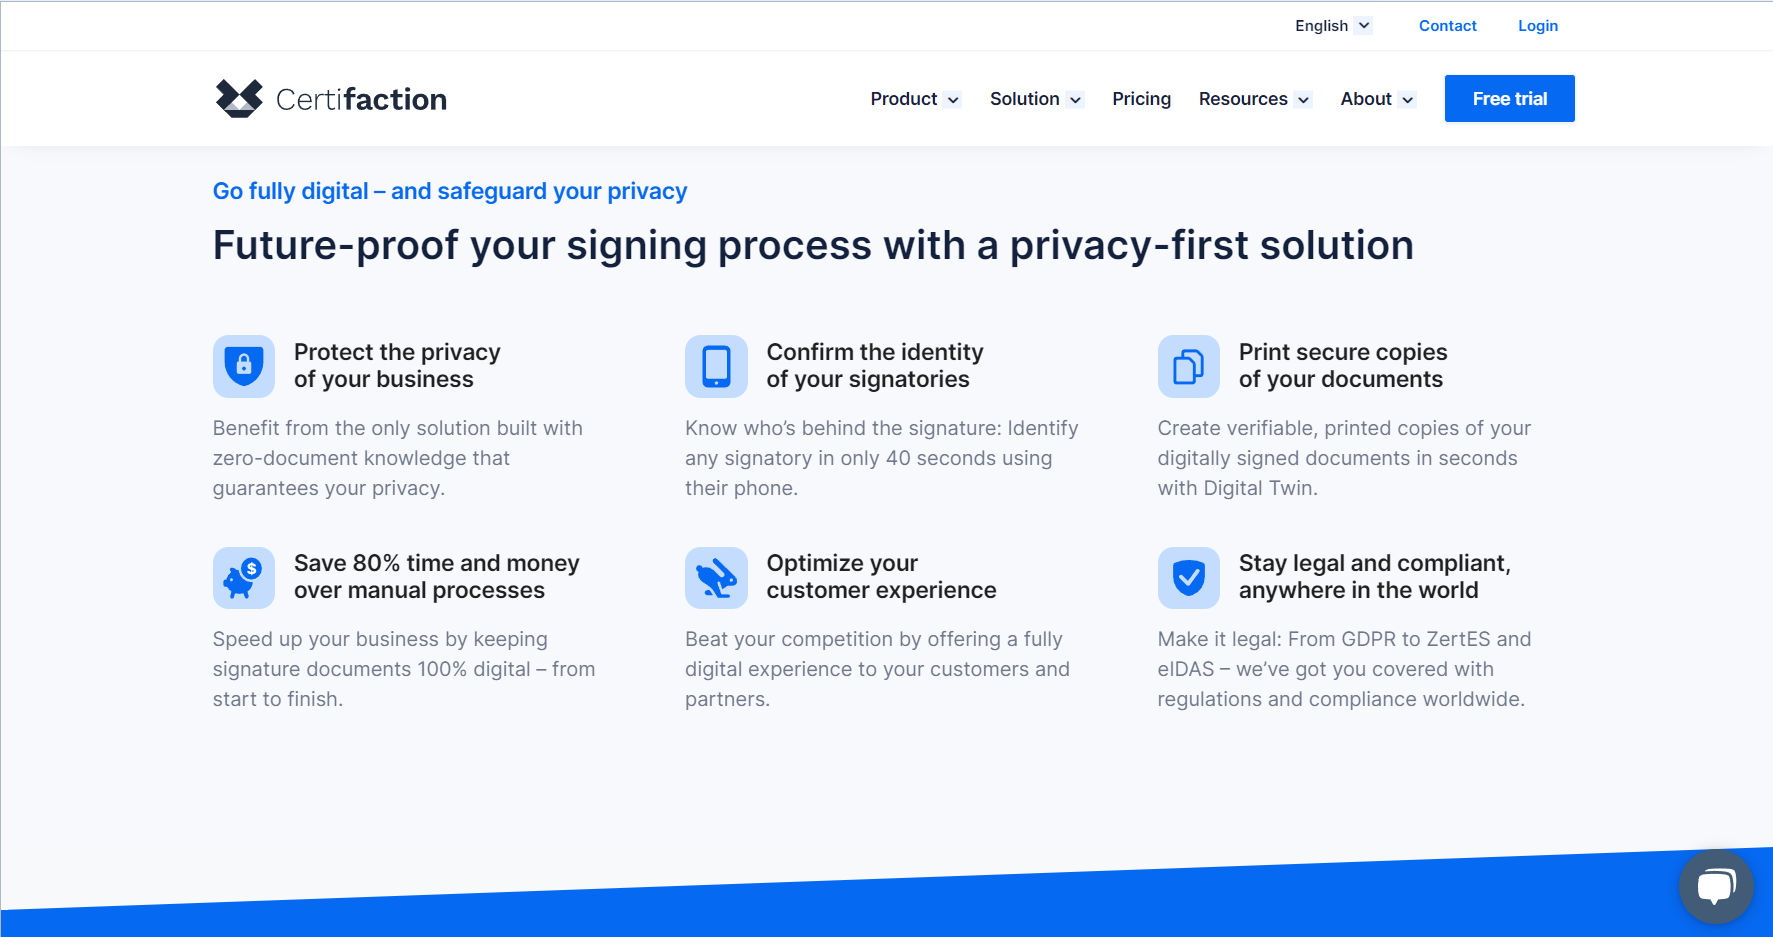 English
Contact
Login
Certifaction
Product
Solution
Pricing
Resources
About
Free trial
Go fully digital – and safeguard your privacy
Future-proof your signing process with a privacy-first solution
Protect the privacy
of your business
Benefit from the only solution built with
zero-document knowledge that
guarantees your privacy.
Confirm the identity
of your signatories
Know who’s behind the signature: Identify
any signatory in only 40 seconds using
their phone.
Print secure copies
of your documents
Create verifiable, printed copies of your
digitally signed documents in seconds
with Digital Twin.
$
Save 80% time and money
over manual processes
Speed up your business by keeping
signature documents 100% digital – from
start to finish.
Optimize your
customer experience
Beat your competition by offering a fully
digital experience to your customers and
partners.
Stay legal and compliant,
anywhere in the world
Make it legal: From GDPR to ZertES and
eIDAS – we’ve got you covered with
regulations and compliance worldwide.